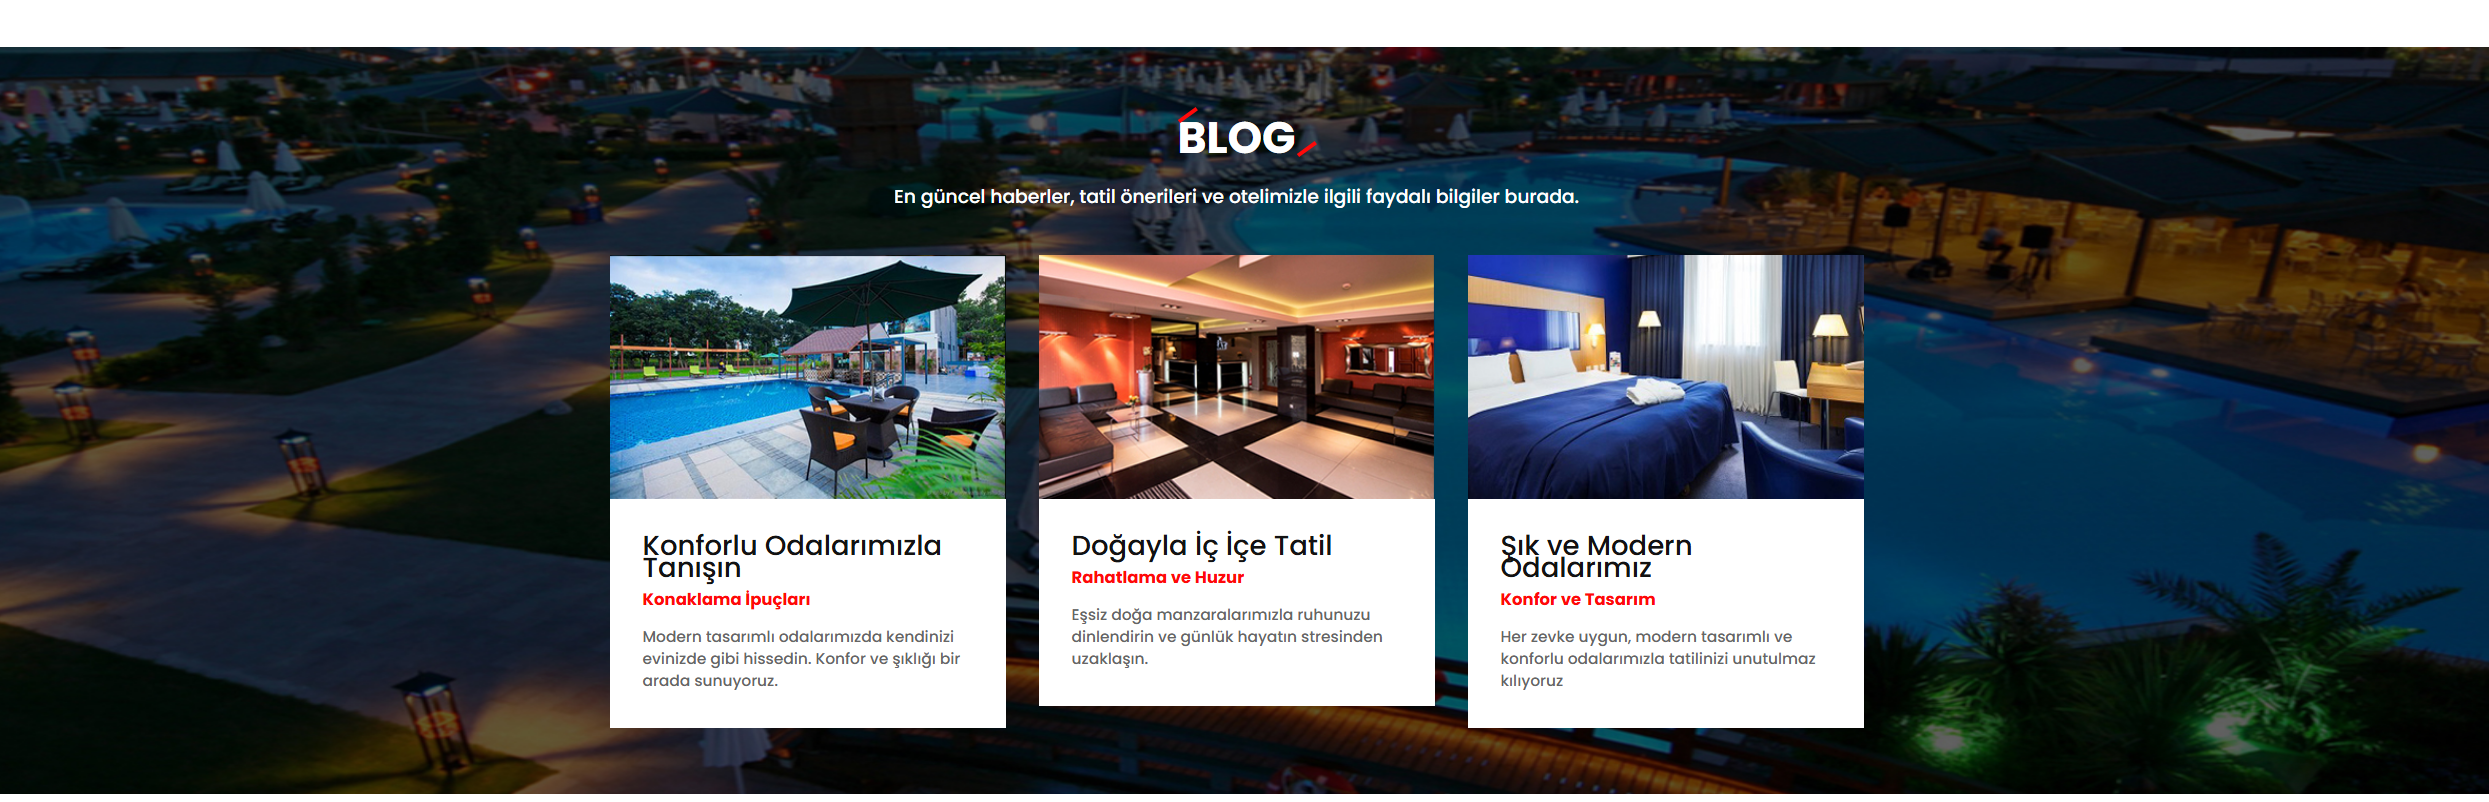 BLOG
En güncel haberler, tatil önerileri ve otelimizle ilgili faydalı bilgiler burada.
Konforlu Odalarımızla
Tanışın
Konaklama İpuçları
Modern tasarımlı odalarımızda kendinizi
evinizde gibi hissedin. Konfor ve şıklığı bir
arada sunuyoruz.
Doğayla İç İçe Tatil
Rahatlama ve Huzur
Eşsiz doğa manzaralarımızla ruhunuzu
dinlendirin ve günlük hayatın stresinden
uzaklaşın.
Şık ve Modern
Odalarımız
Konfor ve Tasarım
Her zevke uygun, modern tasarımlı ve
konforlu odalarımızla tatilinizi unutulmaz
kılıyoruz